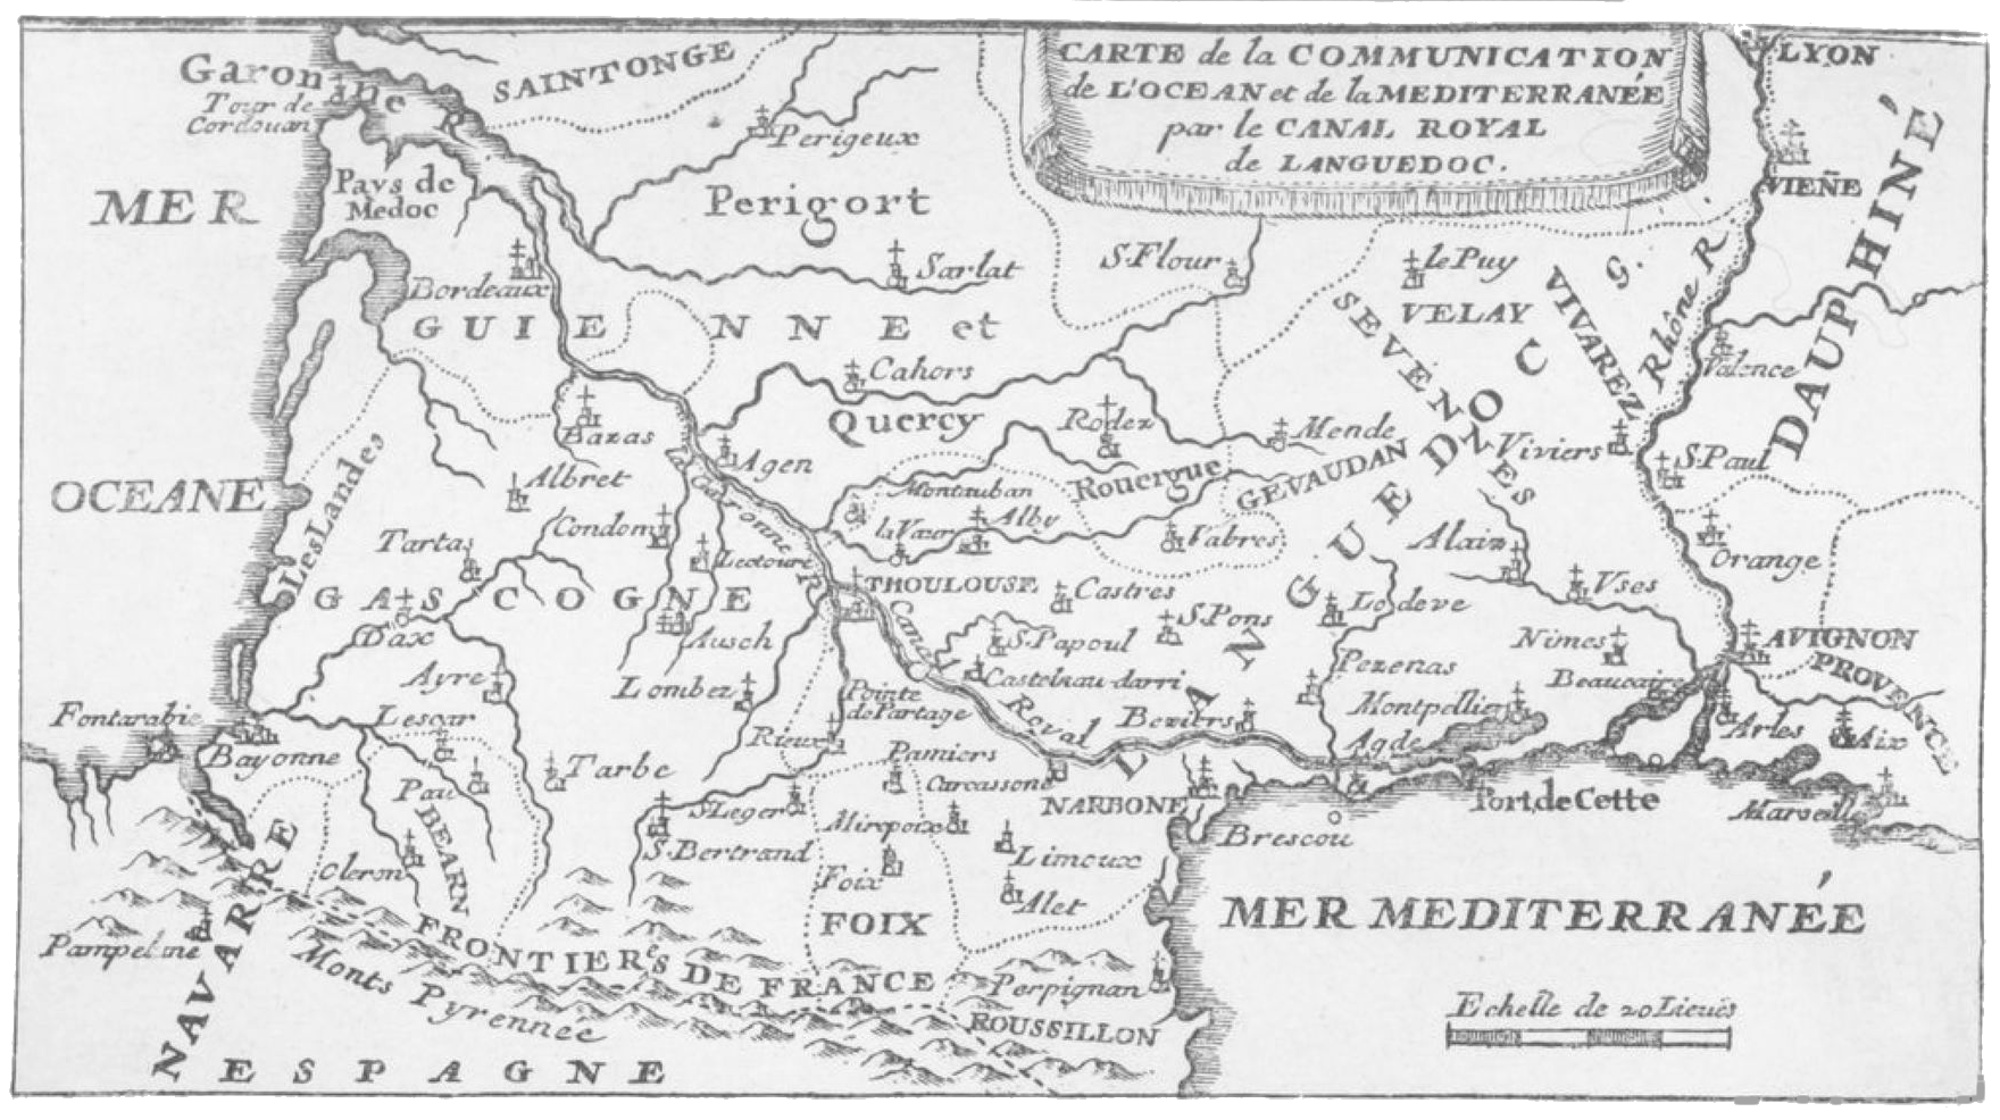 CARTE de la COMMUNICATION
de L'OCEAN et de la MEDITERRANÉE
par le CANAL ROYAL
de LANGUEDOC.
LYON
Garonne R
SAINTONGE
Tour de
Cordouan
Perigeux
VIEÑE
DAUPHINÉ
MER
Pays de
Medoc
Perigort
Bordeaux
Sarlat
S. Flour
le Puy
VELAY
G. R
Rhône
VIVAREZ
SEVENNES
GUIENNE et
Valence
Cahors
Quercy
Rodez
Mende
Viviers
S. Paul
Bazas
Agen
Albret
OCEANE
Les Landes
la Garonne R
Montauban
Rouergue
GEVAUDAN
LANGUEDOC
Condom
la Vaur
Alby
Vabres
Alaiz
Orange
Tartas
Lectoure
THOULOUSE
Castres
Lodeve
Uses
GASCOGNE
Dax
Ausch
Canal Royal
S. Papoul
S. Pons
Nimes
AVIGNON
PROVENCE
Ayre
Lombez
Castelnau-darri
Pezenas
Beaucaire
Pointe
de Partage
Montpellier
Fontarabie
Lescar
Rieux
Beziers
Agde
Arles
Aix
Bayonne
Tarbe
Pamiers
Carcassone
Pau
BEARN
S. Leger
NARBONE
Port de Cette
Marseille
Mirepoix
S. Bertrand
Brescou
Cleron
Limoux
Foix
Alet
FOIX
MER MEDITERRANÉE
NAVARRE
FRONTIERES DE FRANCE
Monts Pyrennee
Perpignan
ROUSSILLON
Echelle de 20 Lieues
ESPAGNE